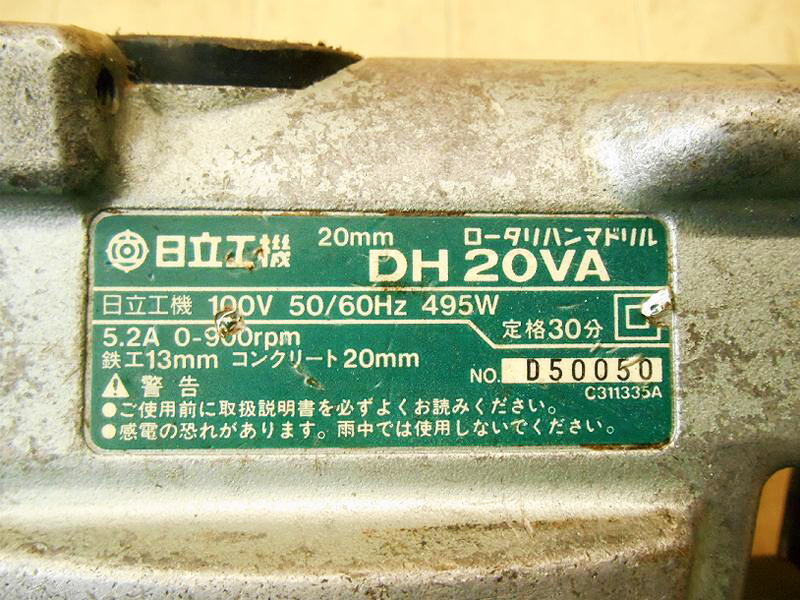 日立工機 20mm ロータリハンマドリル
DH 20VA
日立工機 100V 50/60Hz 495W
5.2A 0-900rpm
定格30分
鉄工13mm コンクリート20mm
NO. D50050
C311335A
警告
●ご使用前に取扱説明書を必ずよくお読みください。
●感電の恐れがあります。雨中では使用しないでください。